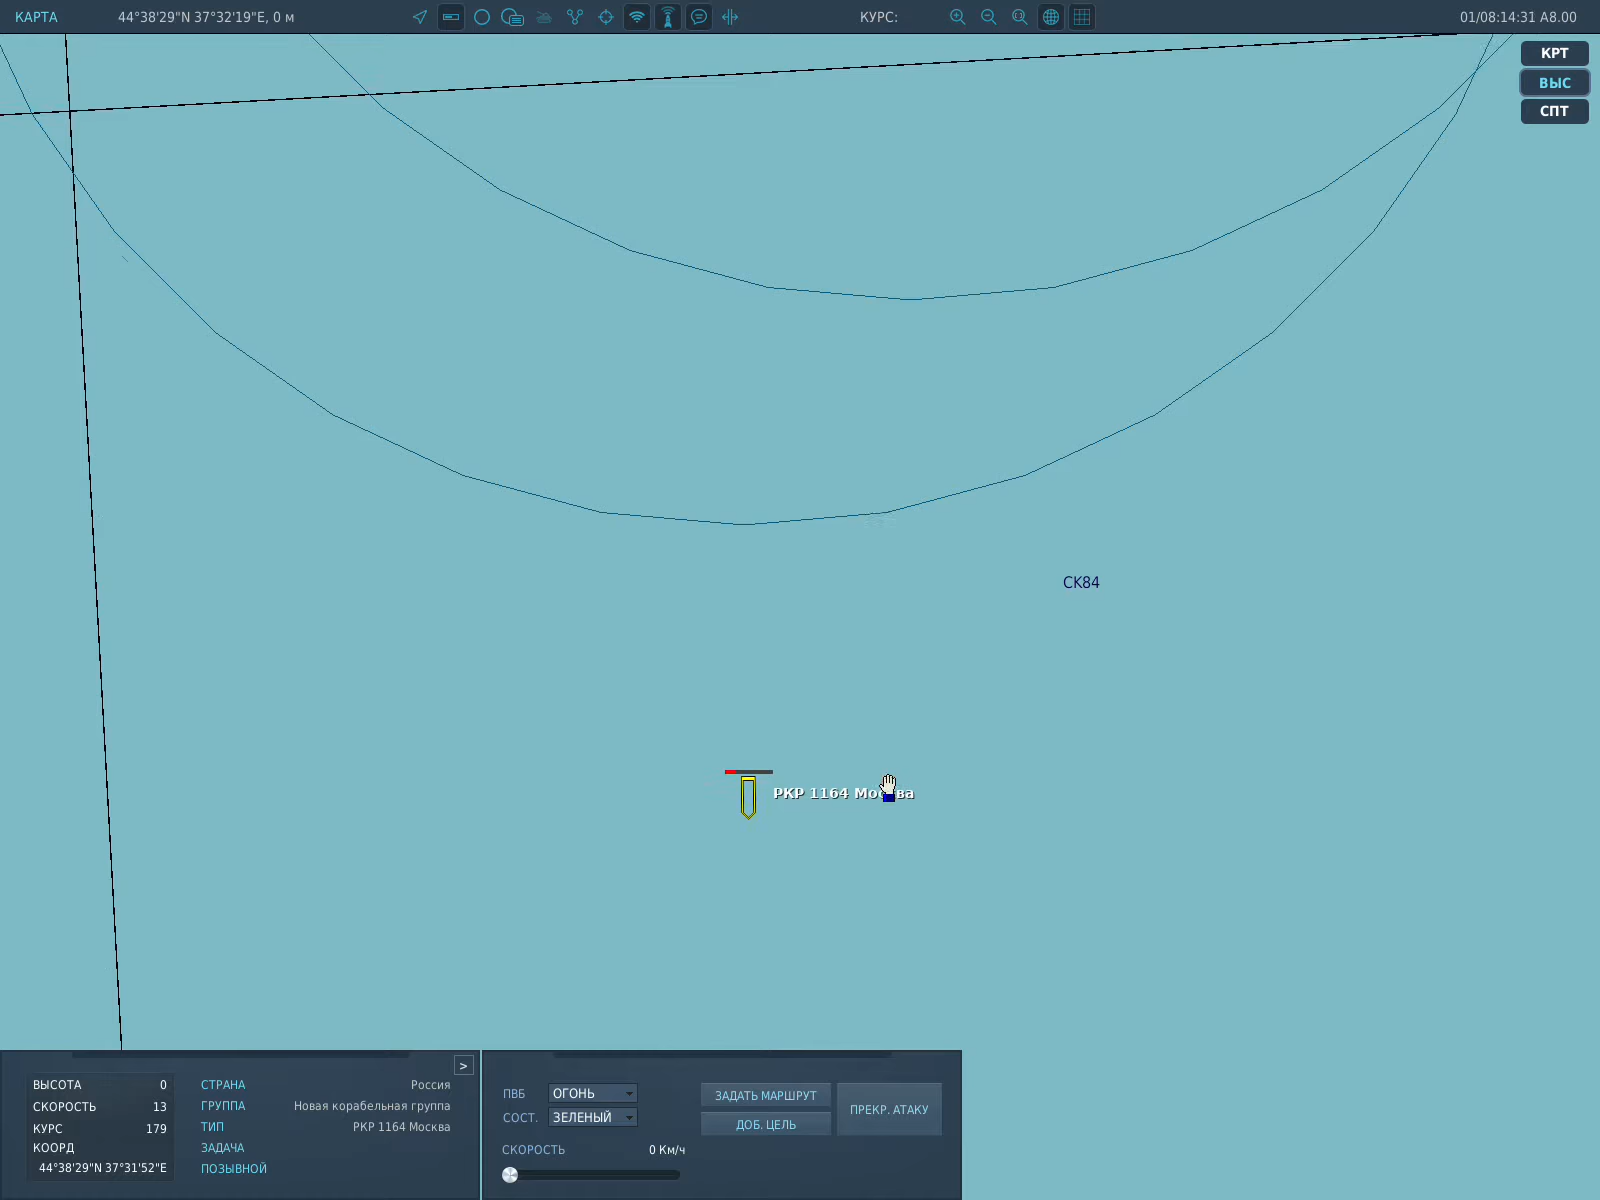 КАРТА 44°38'29"N 37°32'19"E, 0 м КУРС: 01/08:14:31 A8.00
КРТ
ВЫС
СПТ
СК84
РКР 1164 Москва
>
ВЫСОТА 0
СКОРОСТЬ 13
КУРС 179
КООРД
44°38'29"N 37°31'52"E
СТРАНА Россия
ГРУППА Новая корабельная группа
ТИП РКР 1164 Москва
ЗАДАЧА
ПОЗЫВНОЙ
ПВБ ОГОНЬ
СОСТ. ЗЕЛЕНЫЙ
СКОРОСТЬ 0 Км/ч
ЗАДАТЬ МАРШРУТ
ДОБ. ЦЕЛЬ
ПРЕКР. АТАКУ